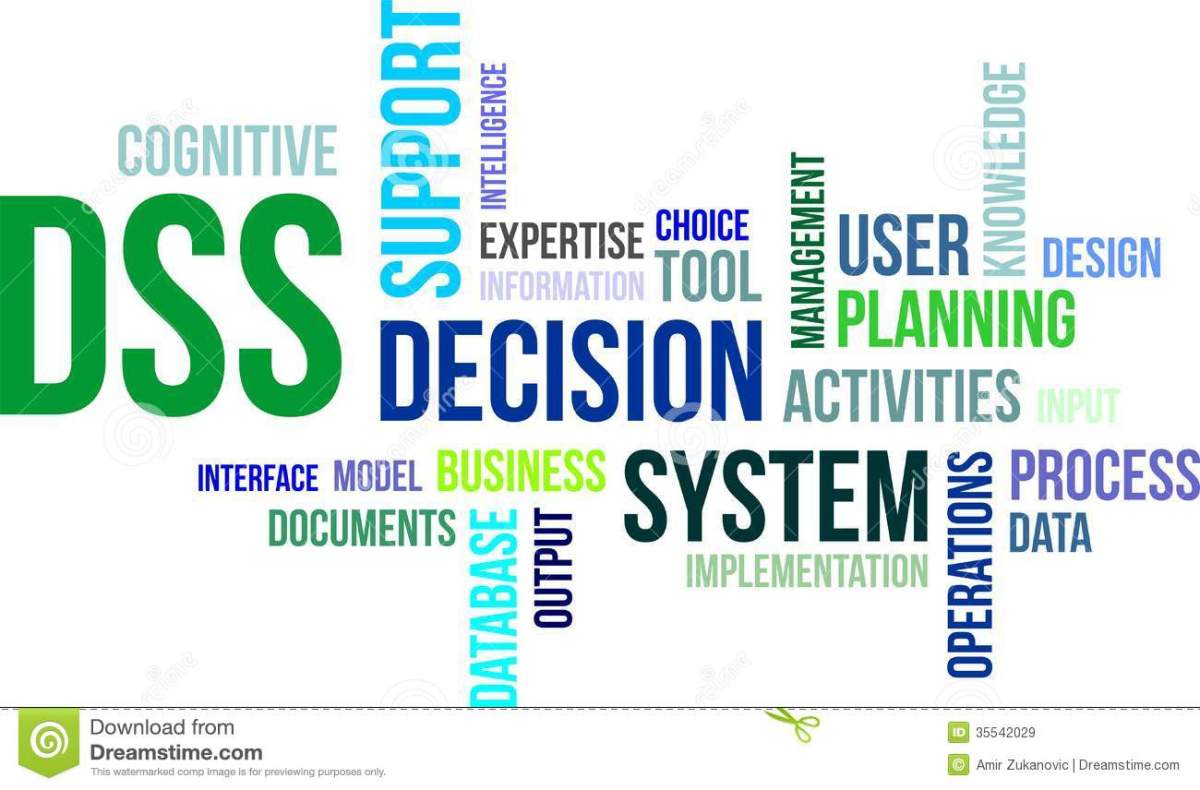 COGNITIVE
DSS
SUPPORT
INTELLIGENCE
EXPERTISE
CHOICE
INFORMATION
TOOL
DECISION
MANAGEMENT
USER
KNOWLEDGE
DESIGN
PLANNING
ACTIVITIES
INPUT
INTERFACE
MODEL
BUSINESS
DOCUMENTS
DATABASE
OUTPUT
SYSTEM
IMPLEMENTATION
OPERATIONS
PROCESS
DATA
Download from
Dreamstime.com
This watermarked comp image is for previewing purposes only.
ID 35542029
© Amir Zukanovic | Dreamstime.com